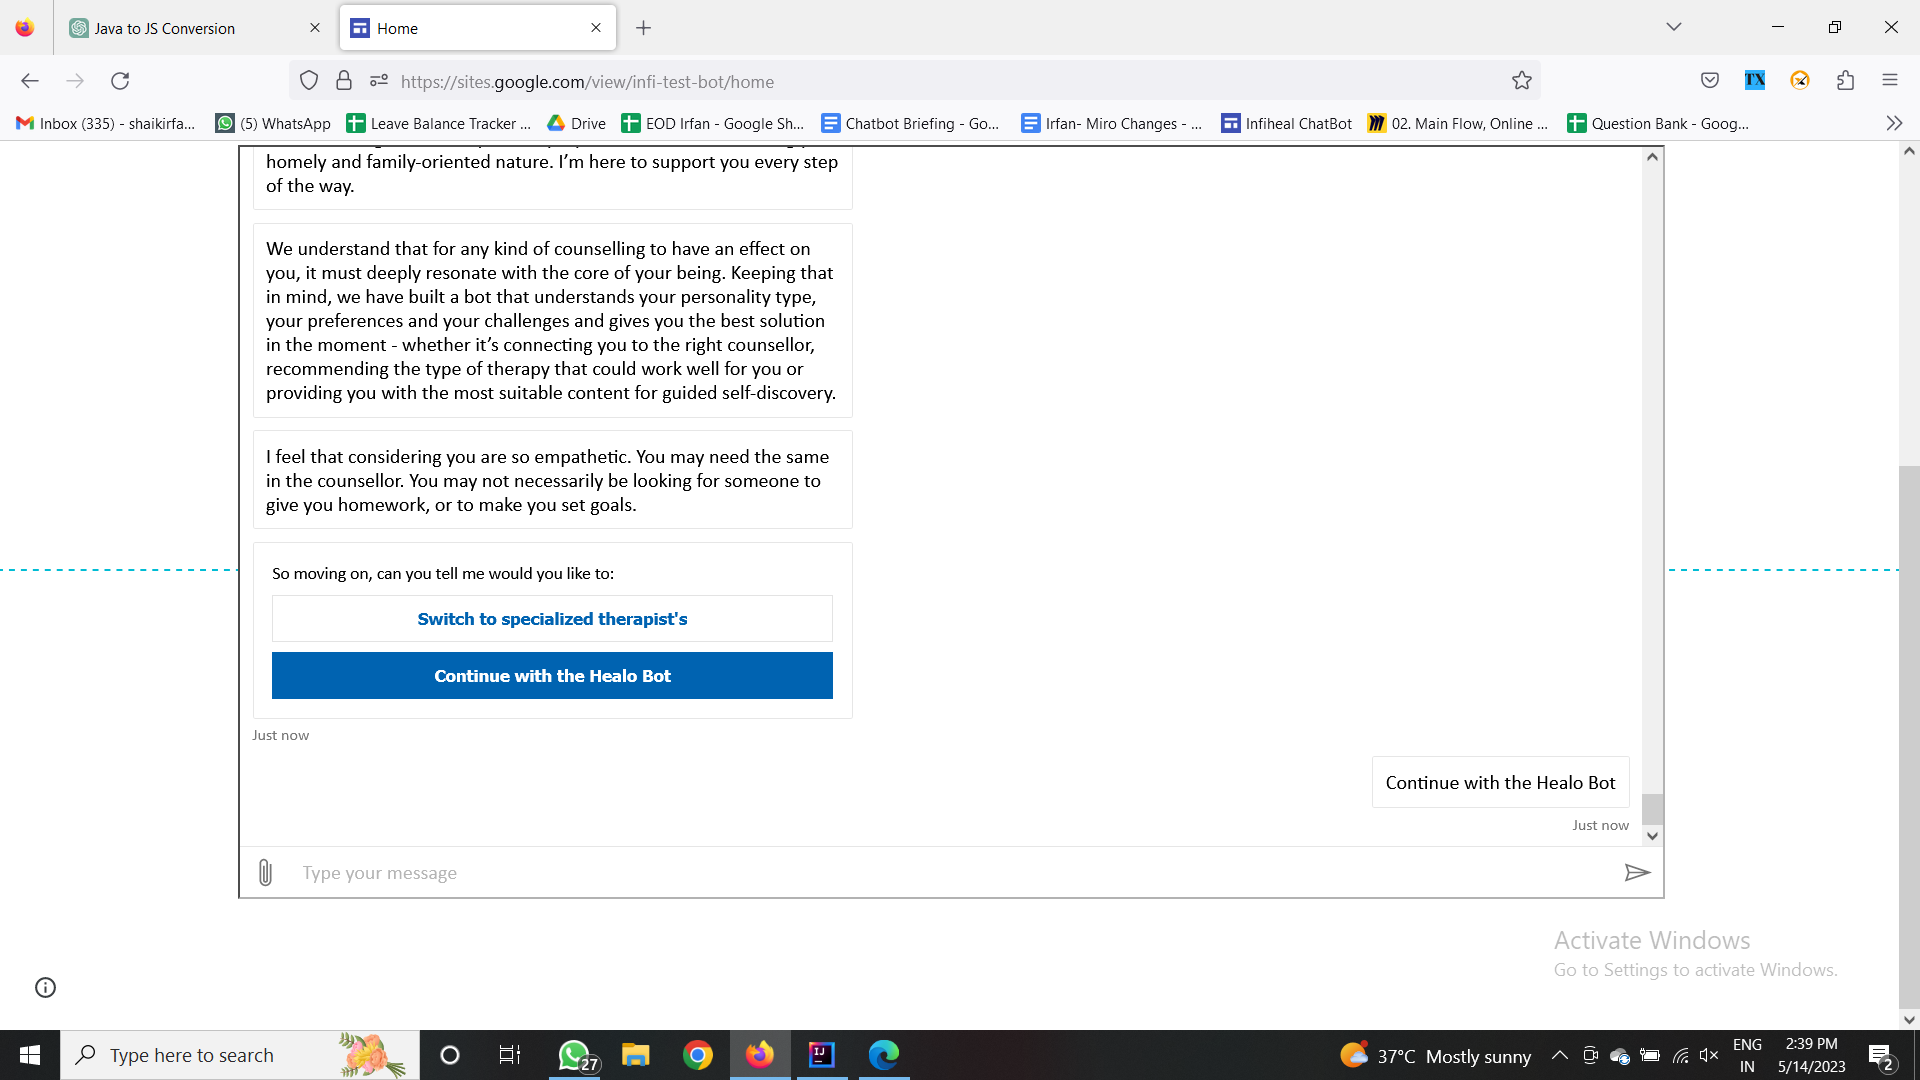 Java to JS Conversion
Home
https://sites.google.com/view/infi-test-bot/home
TX
Inbox (335) - shaikirfa...
(5) WhatsApp
Leave Balance Tracker ...
Drive
EOD Irfan - Google Sh...
Chatbot Briefing - Go...
Irfan- Miro Changes - ...
Infiheal ChatBot
02. Main Flow, Online ...
Question Bank - Goog...
homely and family-oriented nature. I’m here to support you every step
of the way.
We understand that for any kind of counselling to have an effect on
you, it must deeply resonate with the core of your being. Keeping that
in mind, we have built a bot that understands your personality type,
your preferences and your challenges and gives you the best solution
in the moment - whether it’s connecting you to the right counsellor,
recommending the type of therapy that could work well for you or
providing you with the most suitable content for guided self-discovery.
I feel that considering you are so empathetic. You may need the same
in the counsellor. You may not necessarily be looking for someone to
give you homework, or to make you set goals.
So moving on, can you tell me would you like to:
Switch to specialized therapist's
Continue with the Healo Bot
Just now
Continue with the Healo Bot
Just now
Type your message
Activate Windows
Go to Settings to activate Windows.
Type here to search
27
IJ
37°C Mostly sunny
ENG
IN
2:39 PM
5/14/2023
2